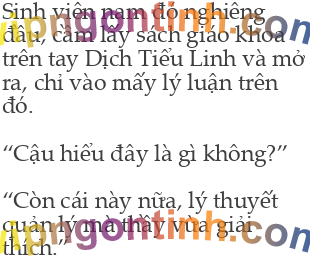 Sinh viên nam đó nghiêng
đầu, cầm lấy sách giáo khoa
trên tay Dịch Tiểu Linh và mở
ra, chỉ vào mấy lý luận trên
đó.
“Cậu hiểu đây là gì không?”
“Còn cái này nữa, lý thuyết
quản lý mà thầy vừa giải
thích.”
vpngontinh.com
vpngontinh.com